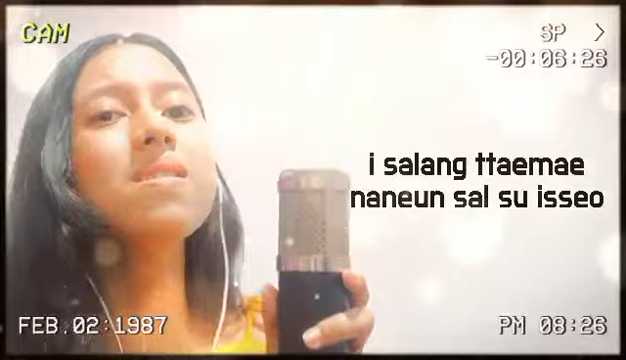 CAM
SP
-00:06:26
i salang ttaemae
naneun sal su isseo
FEB.02:1987
PM 08:26